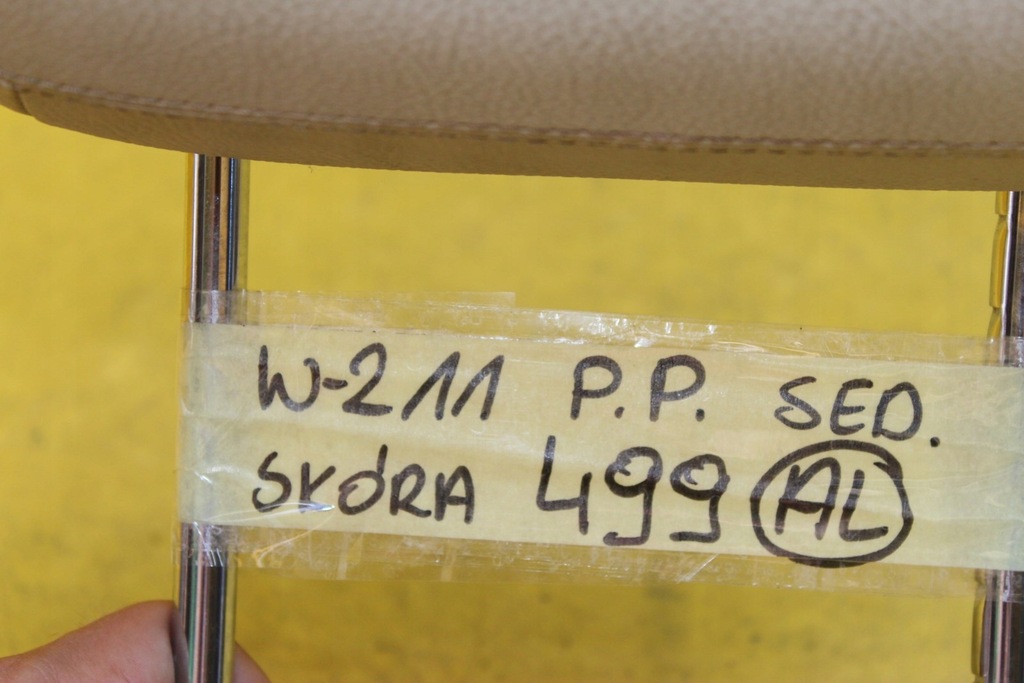 W-211 P.P. SED.
SKÓRA 499 AL